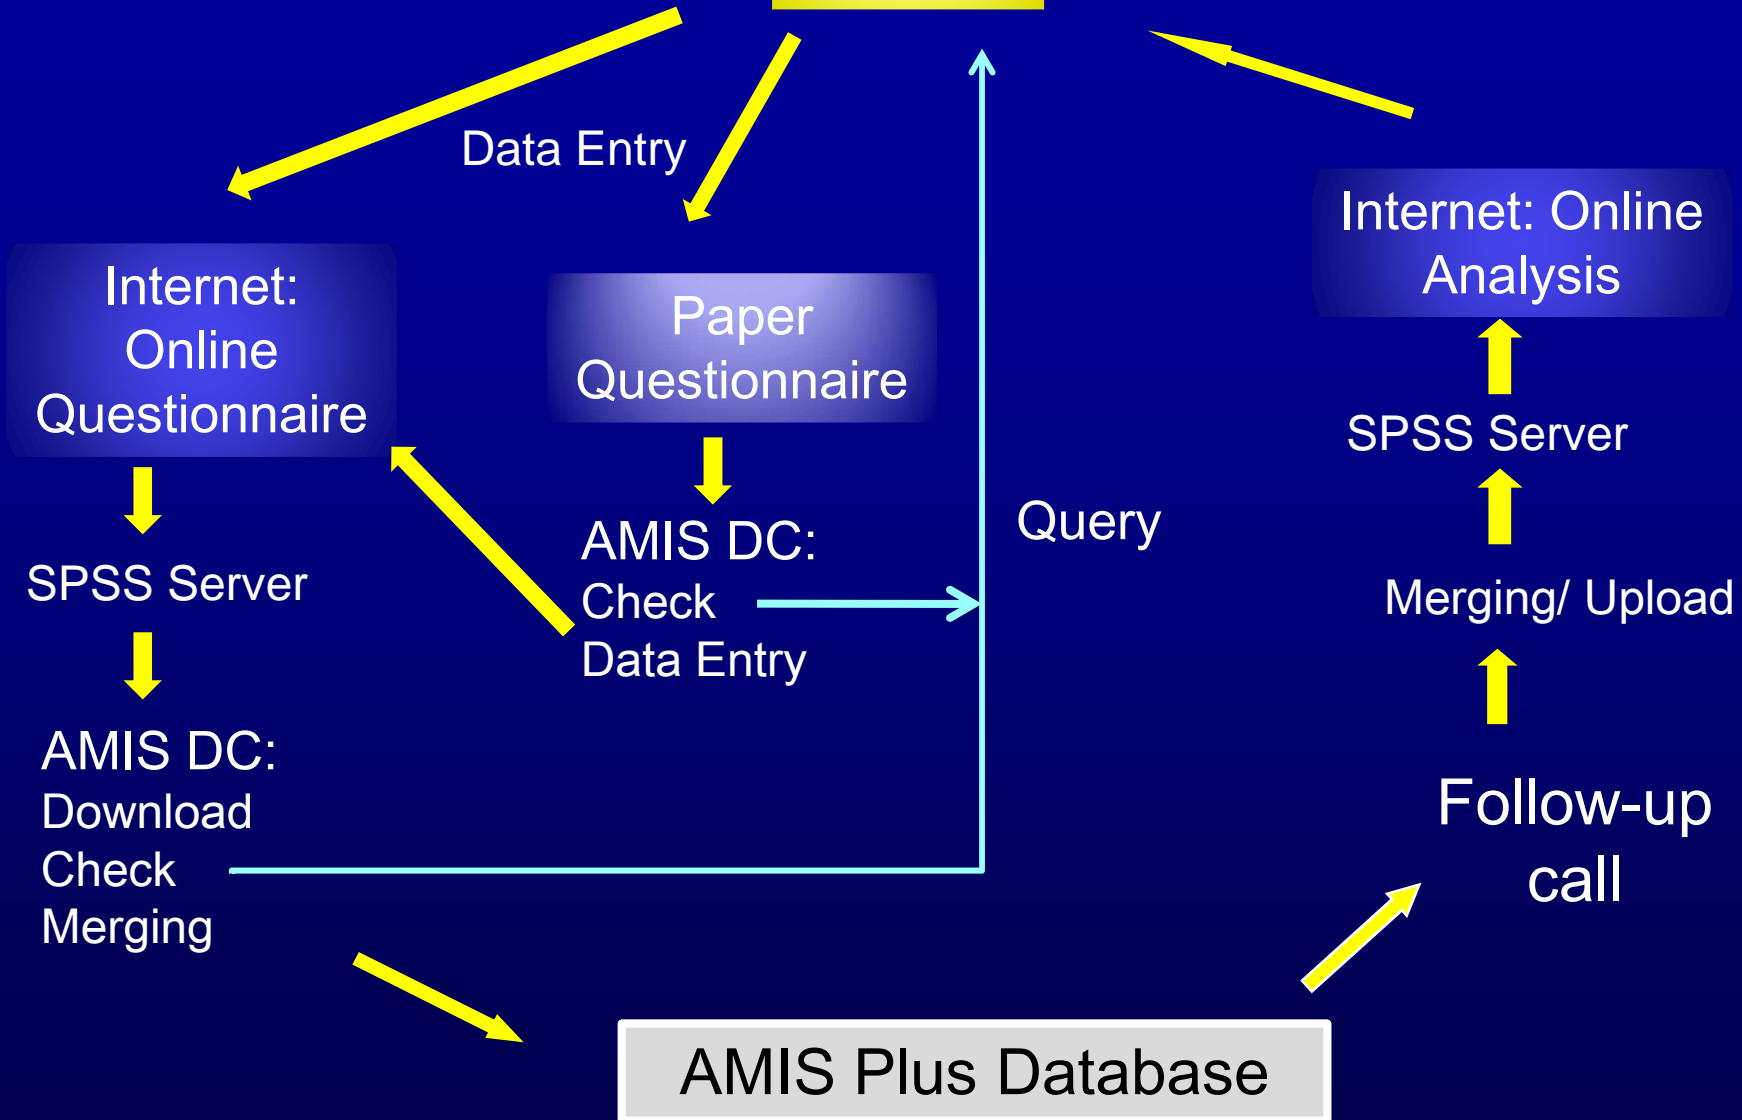 Data Entry
Internet:
Online
Questionnaire
Paper
Questionnaire
Internet: Online
Analysis
SPSS Server
AMIS DC:
Check
Data Entry
Query
SPSS Server
Merging/ Upload
AMIS DC:
Download
Check
Merging
Follow-up
call
AMIS Plus Database